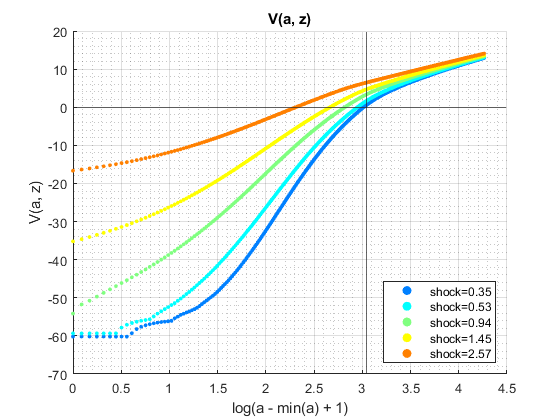 V(a, z)
20
10
0
-10
-20
-30
-40
-50
-60
-70
V(a, z)
0 0.5 1 1.5 2 2.5 3 3.5 4 4.5
log(a - min(a) + 1)
shock=0.35
shock=0.53
shock=0.94
shock=1.45
shock=2.57